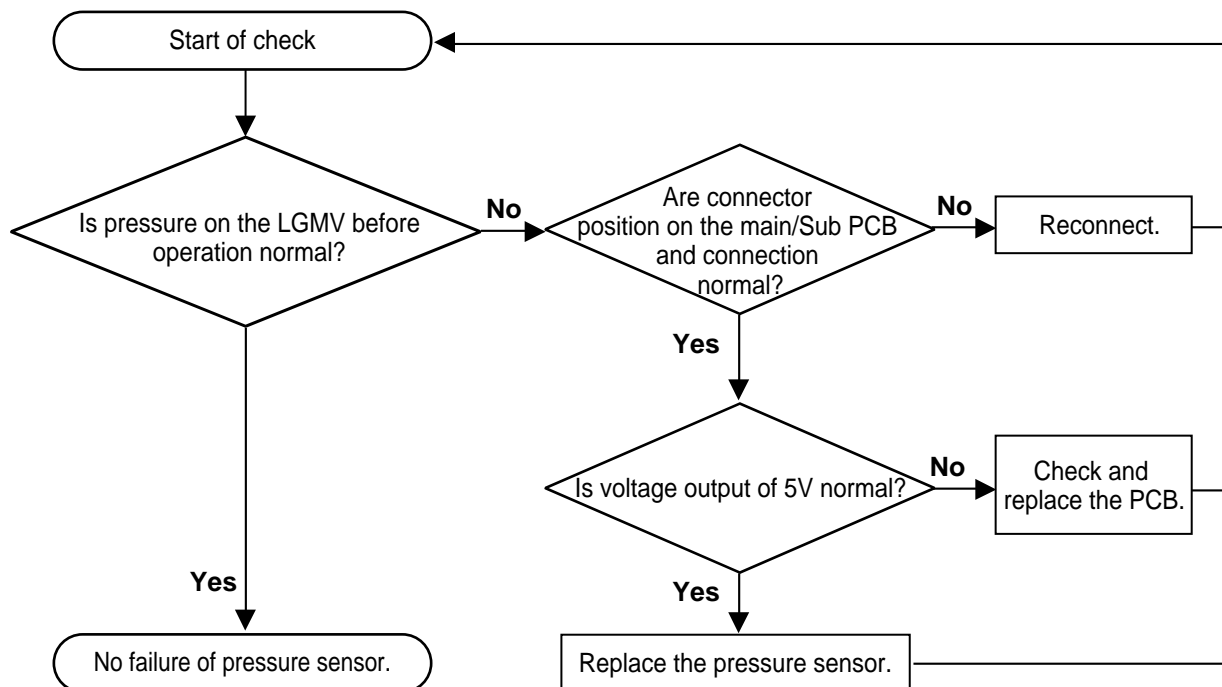 Start of check
Is pressure on the LGMV before
operation normal?
No
Are connector
position on the main/Sub PCB
and connection
normal?
No
Reconnect.
Yes
Is voltage output of 5V normal?
No
Check and
replace the PCB.
Yes
Yes
No failure of pressure sensor.
Replace the pressure sensor.